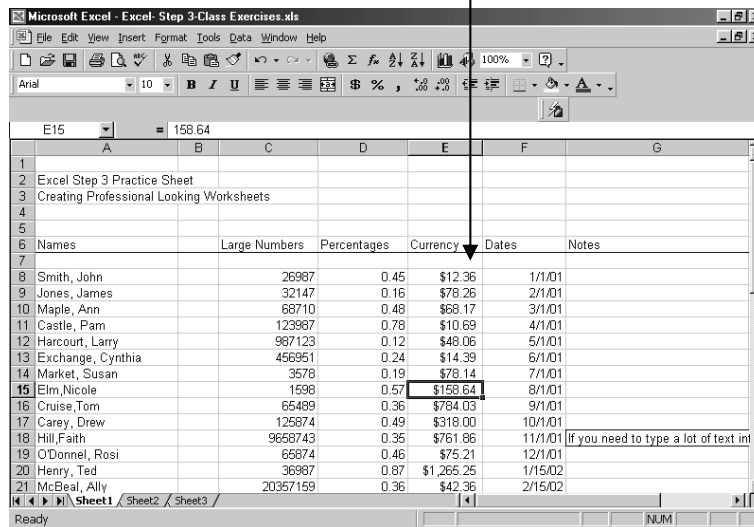 Microsoft Excel - Excel- Step 3-Class Exercises.xls
File Edit View Insert Format Tools Data Window Help
100%
Arial 10 B I U $ % ,
E15 = 158.64
A B C D E F G
1
2 Excel Step 3 Practice Sheet
3 Creating Professional Looking Worksheets
4
5
6 Names Large Numbers Percentages Currency Dates Notes
7
8 Smith, John 26987 0.45 $12.36 1/1/01
9 Jones, James 32147 0.16 $78.26 2/1/01
10 Maple, Ann 68710 0.48 $68.17 3/1/01
11 Castle, Pam 123987 0.78 $10.69 4/1/01
12 Harcourt, Larry 987123 0.12 $48.06 5/1/01
13 Exchange, Cynthia 456951 0.24 $14.39 6/1/01
14 Market, Susan 3578 0.19 $78.14 7/1/01
15 Elm,Nicole 1598 0.57 $158.64 8/1/01
16 Cruise,Tom 65489 0.36 $784.03 9/1/01
17 Carey, Drew 125874 0.49 $318.00 10/1/01
18 Hill,Faith 9658743 0.35 $761.86 11/1/01 If you need to type a lot of text int
19 O'Donnel, Rosi 65874 0.46 $75.21 12/1/01
20 Henry, Ted 36987 0.87 $1,265.25 1/15/02
21 McBeal, Ally 20357159 0.36 $42.36 2/15/02
Sheet1 Sheet2 Sheet3
Ready NUM